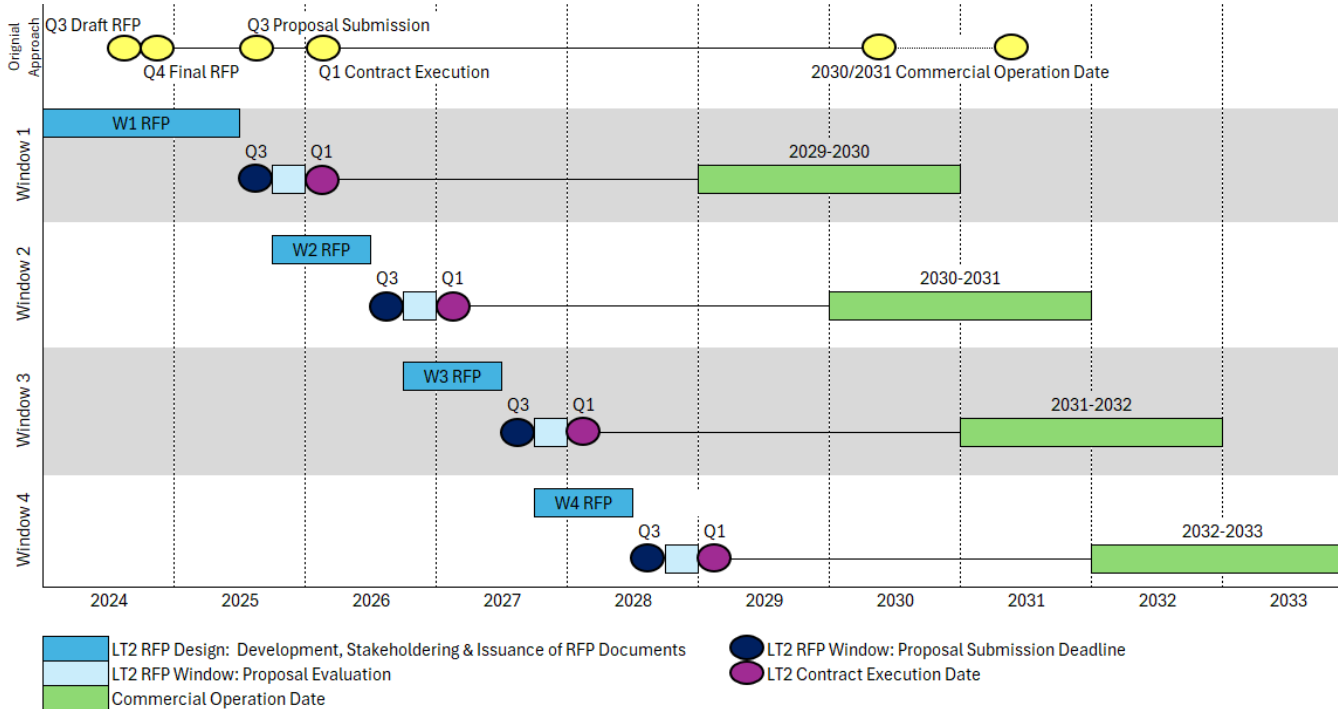 Q3 Draft RFP
Q3 Proposal Submission
Orignial
Approach
Q4 Final RFP
Q1 Contract Execution
2030/2031 Commercial Operation Date
Window 1
W1 RFP
Q3
Q1
2029-2030
Window 2
W2 RFP
Q3
Q1
2030-2031
Window 3
W3 RFP
Q3
Q1
2031-2032
Window 4
W4 RFP
Q3
Q1
2032-2033
2024 2025 2026 2027 2028 2029 2030 2031 2032 2033
LT2 RFP Design: Development, Stakeholdering & Issuance of RFP Documents
LT2 RFP Window: Proposal Evaluation
Commercial Operation Date
LT2 RFP Window: Proposal Submission Deadline
LT2 Contract Execution Date